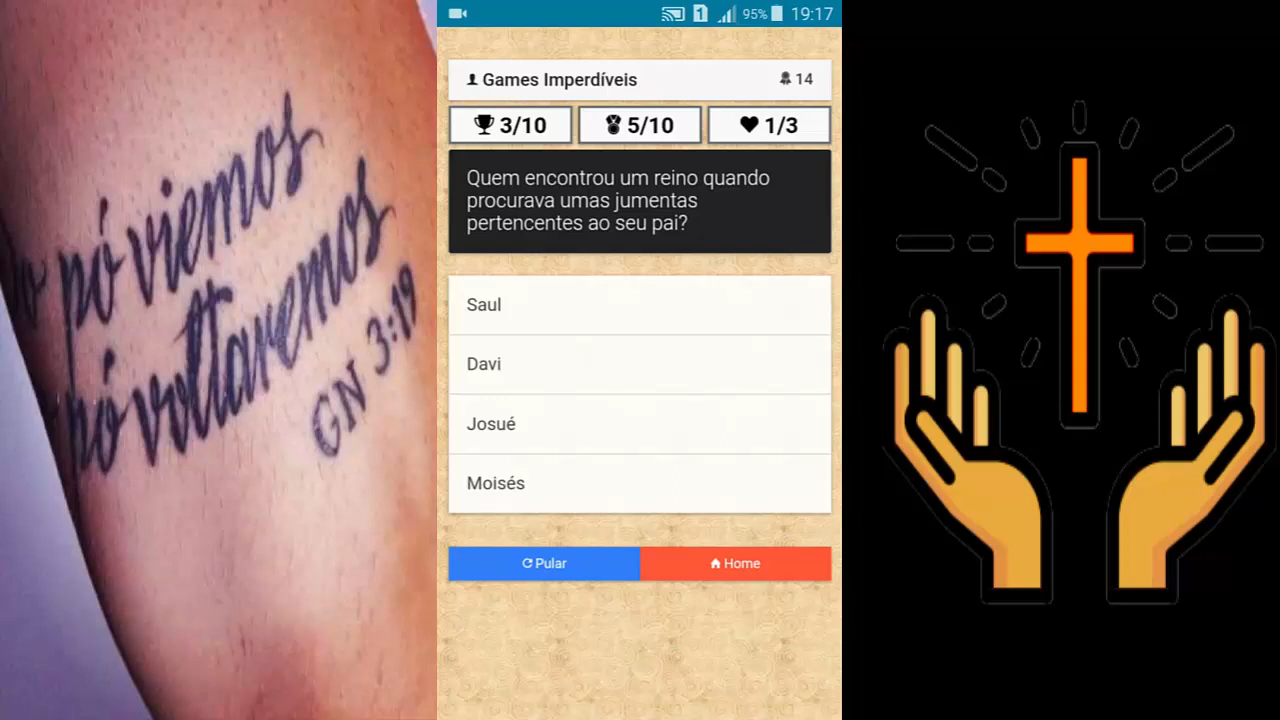 pó viemos
pó voltaremos
GN 3:19
1
95%
19:17
Games Imperdíveis
14
3/10
5/10
1/3
Quem encontrou um reino quando
procurava umas jumentas
pertencentes ao seu pai?
Saul
Davi
Josué
Moisés
Pular
Home